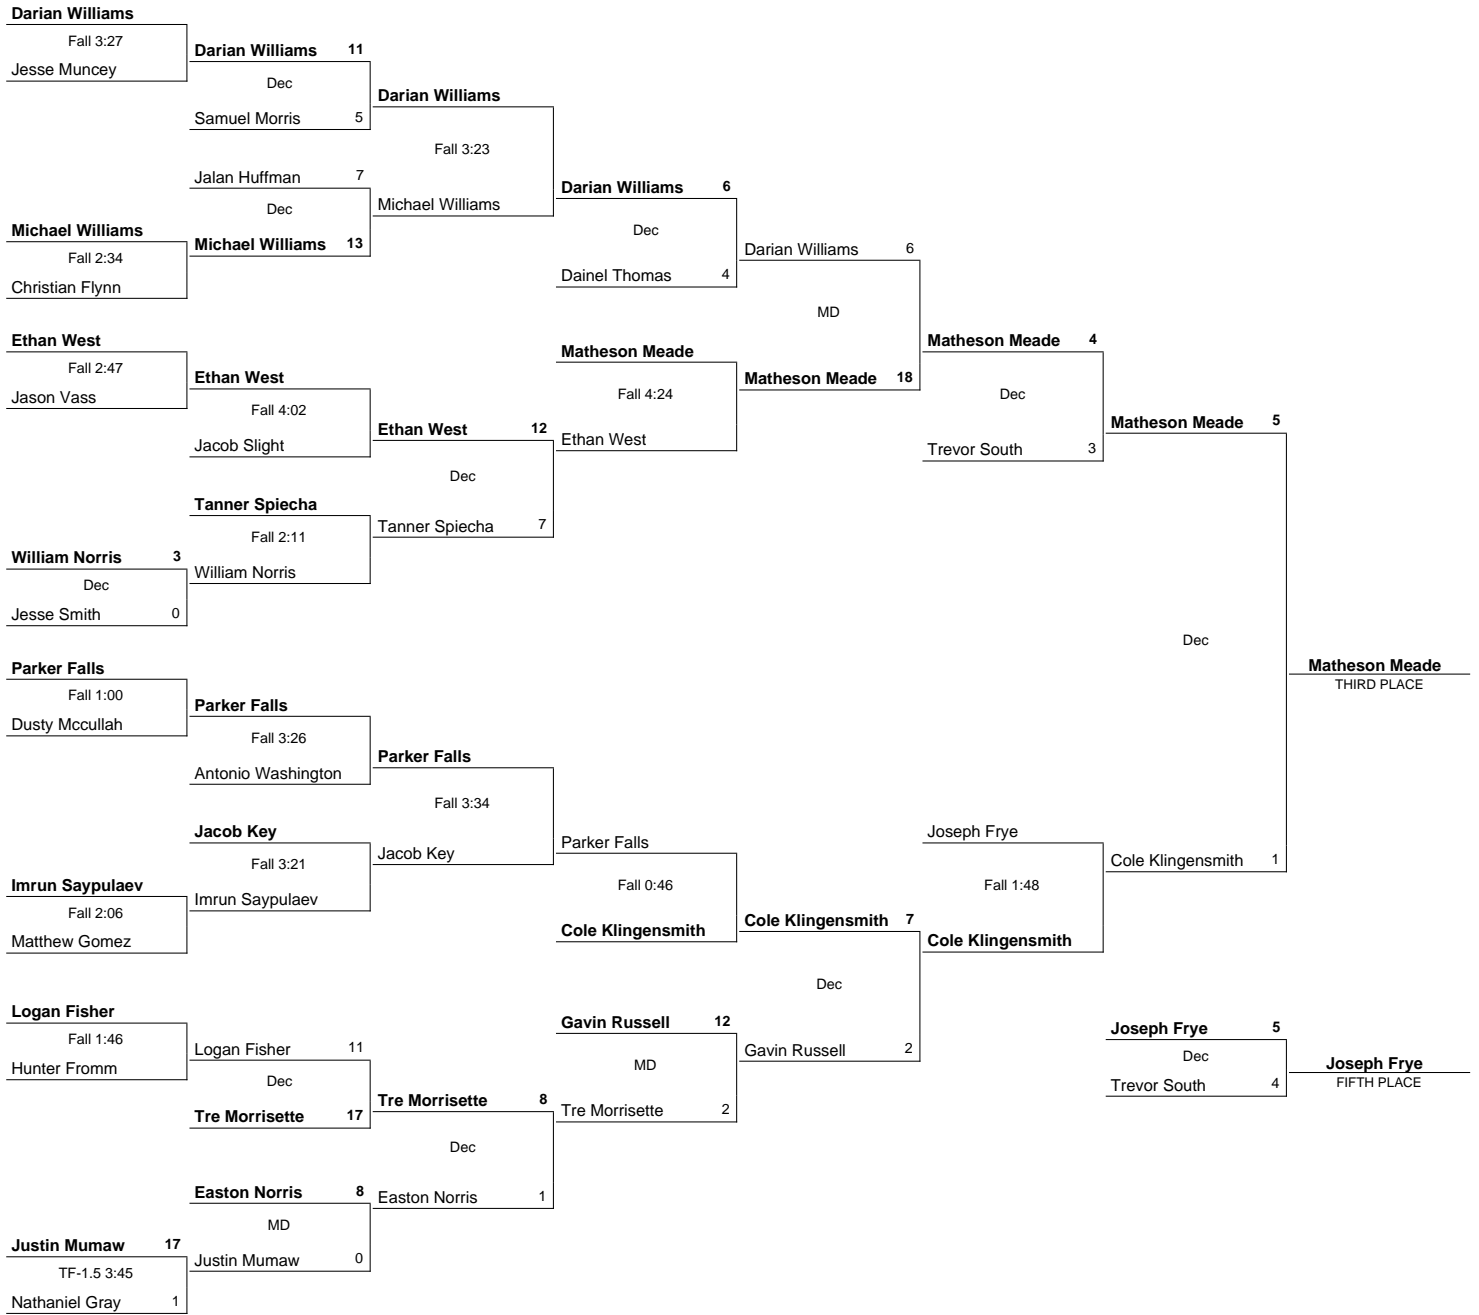 Darian Williams
Fall 3:27
Jesse Muncey
Michael Williams
Fall 2:34
Christian Flynn
Ethan West
Fall 2:47
Jason Vass
William Norris 3
Dec
Jesse Smith 0
Parker Falls
Fall 1:00
Dusty Mccullah
Imrun Saypulaev
Fall 2:06
Matthew Gomez
Logan Fisher
Fall 1:46
Hunter Fromm
Justin Mumaw 17
TF-1.5 3:45
Nathaniel Gray 1
Darian Williams 11
Dec
Samuel Morris 5
Jalan Huffman 7
Dec
Michael Williams 13
Ethan West
Fall 4:02
Jacob Slight
Tanner Spiecha
Fall 2:11
William Norris
Parker Falls
Fall 3:26
Antonio Washington
Jacob Key
Fall 3:21
Imrun Saypulaev
Logan Fisher 11
Dec
Tre Morrisette 17
Easton Norris 8
MD
Justin Mumaw 0
Darian Williams
Fall 3:23
Michael Williams
Ethan West 12
Dec
Tanner Spiecha 7
Parker Falls
Fall 3:34
Jacob Key
Tre Morrisette 8
Dec
Easton Norris 1
Darian Williams 6
Dec
Dainel Thomas 4
Matheson Meade
Fall 4:24
Ethan West
Parker Falls
Fall 0:46
Cole Klingensmith
Gavin Russell 12
MD
Tre Morrisette 2
Darian Williams 6
MD
Matheson Meade 18
Cole Klingensmith 7
Dec
Gavin Russell 2
Matheson Meade 4
Dec
Trevor South 3
Joseph Frye
Fall 1:48
Cole Klingensmith
Matheson Meade 5
Dec
Cole Klingensmith 1
Joseph Frye 5
Dec
Trevor South 4
Matheson Meade
THIRD PLACE
Joseph Frye
FIFTH PLACE